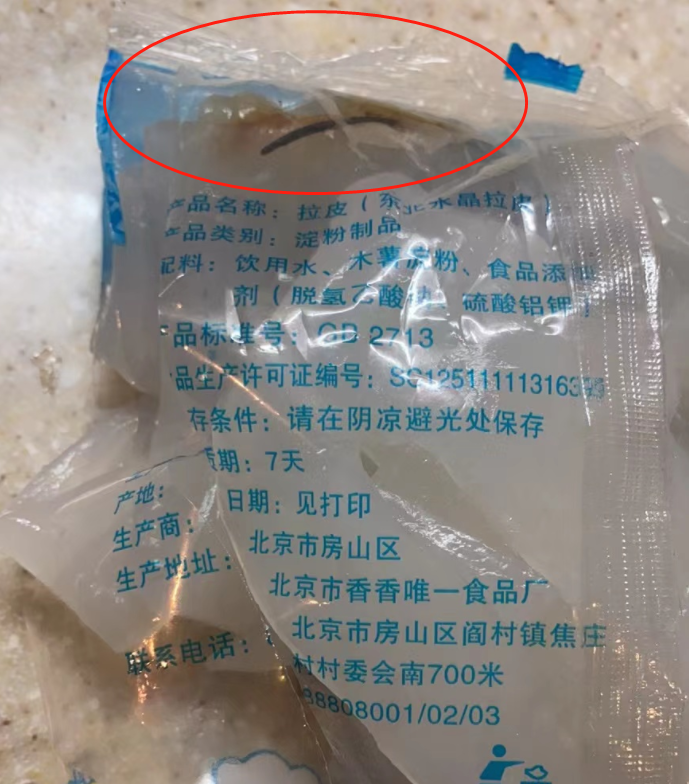 产品名称：拉皮（东北水晶拉皮）
产品类别：淀粉制品
配料：饮用水、木薯淀粉、食品添加
剂（脱氢乙酸钠、硫酸铝钾）
品标准号：GB 2713
品生产许可证编号：SC12511111316
存条件：请在阴凉避光处保存
质期：7天
日期：见打印
产地：北京市房山区
生产商：北京市香香唯一食品厂
生产地址：北京市房山区阎村镇焦庄
村村委会南700米
联系电话：88808001/02/03